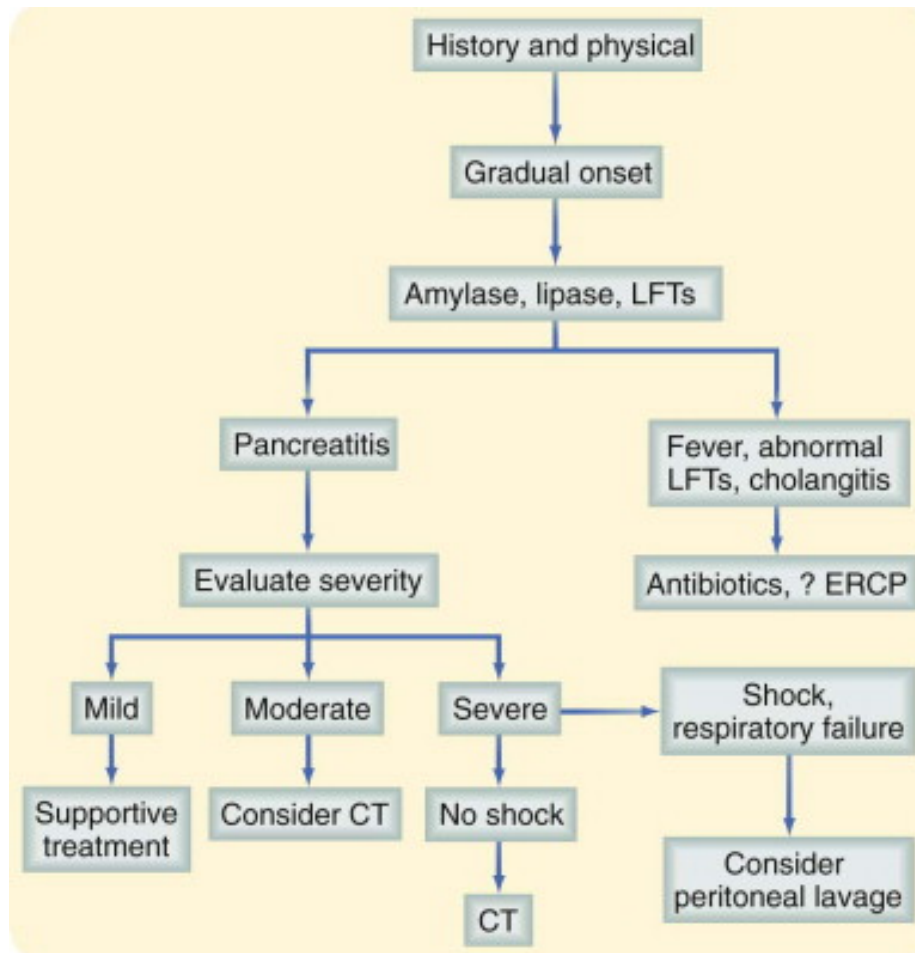 History and physical
Gradual onset
Amylase, lipase, LFTs
Pancreatitis
Fever, abnormal
LFTs, cholangitis
Evaluate severity
Antibiotics, ? ERCP
Mild
Moderate
Severe
Shock,
respiratory failure
Supportive
treatment
Consider CT
No shock
Consider
peritoneal lavage
CT